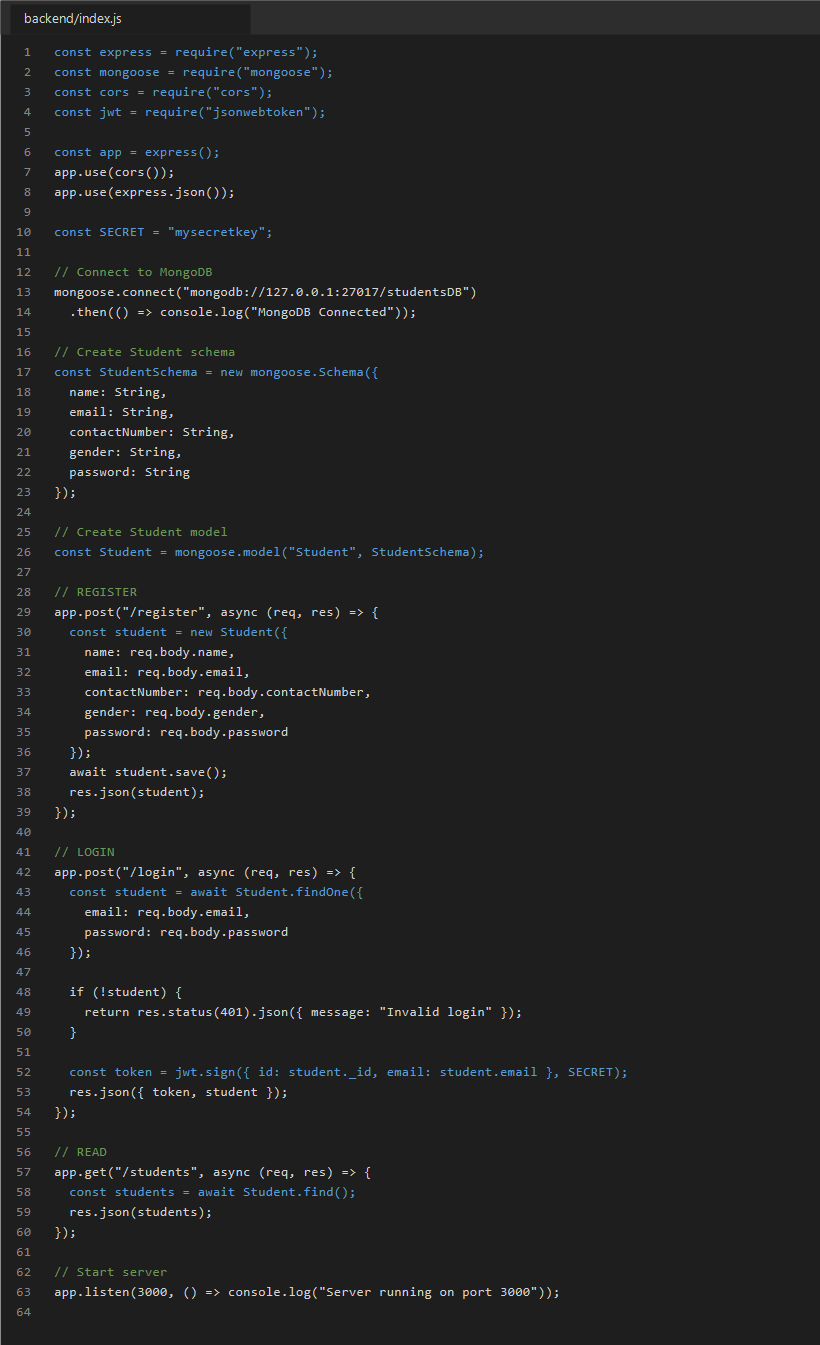 backend/index.js
1 const express = require("express");
2 const mongoose = require("mongoose");
3 const cors = require("cors");
4 const jwt = require("jsonwebtoken");
5
6 const app = express();
7 app.use(cors());
8 app.use(express.json());
9
10 const SECRET = "mysecretkey";
11
12 // Connect to MongoDB
13 mongoose.connect("mongodb://127.0.0.1:27017/studentsDB")
14   .then(() => console.log("MongoDB Connected"));
15
16 // Create Student schema
17 const StudentSchema = new mongoose.Schema({
18   name: String,
19   email: String,
20   contactNumber: String,
21   gender: String,
22   password: String
23 });
24
25 // Create Student model
26 const Student = mongoose.model("Student", StudentSchema);
27
28 // REGISTER
29 app.post("/register", async (req, res) => {
30   const student = new Student({
31     name: req.body.name,
32     email: req.body.email,
33     contactNumber: req.body.contactNumber,
34     gender: req.body.gender,
35     password: req.body.password
36   });
37   await student.save();
38   res.json(student);
39 });
40
41 // LOGIN
42 app.post("/login", async (req, res) => {
43   const student = await Student.findOne({
44     email: req.body.email,
45     password: req.body.password
46   });
47
48   if (!student) {
49     return res.status(401).json({ message: "Invalid login" });
50   }
51
52   const token = jwt.sign({ id: student._id, email: student.email }, SECRET);
53   res.json({ token, student });
54 });
55
56 // READ
57 app.get("/students", async (req, res) => {
58   const students = await Student.find();
59   res.json(students);
60 });
61
62 // Start server
63 app.listen(3000, () => console.log("Server running on port 3000"));
64